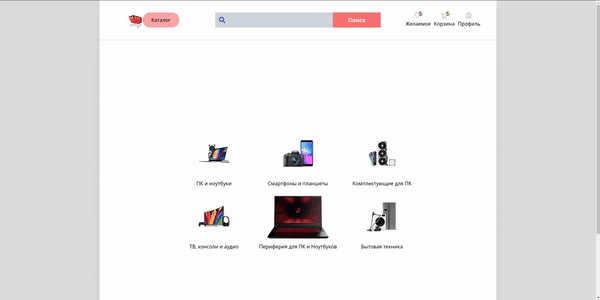 Каталог
Поиск
5
5
Желаемое
Корзина
Профиль
ПК и ноутбуки
Смартфоны и планшеты
Комплектующие для ПК
ТВ, консоли и аудио
Периферия для ПК и Ноутбуков
Бытовая техника